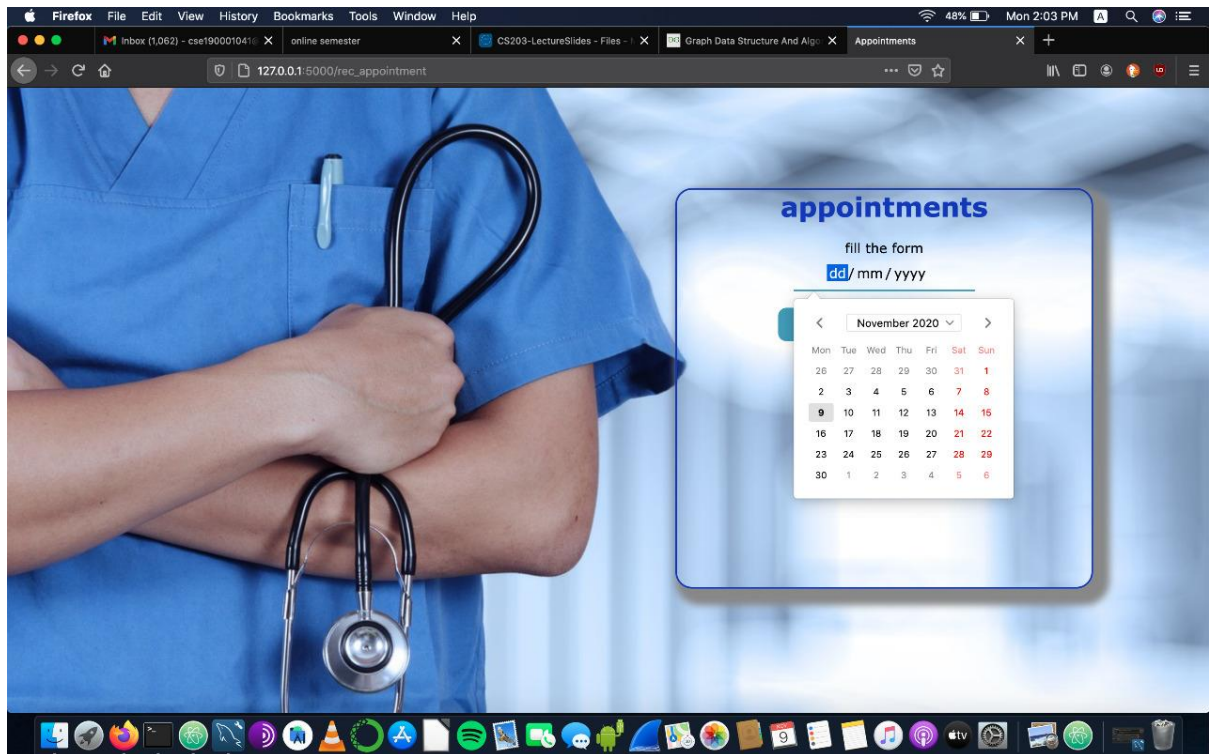 Firefox File Edit View History Bookmarks Tools Window Help 48% Mon 2:03 PM A
Inbox (1,062) - cse190001041@ online semester CS203-LectureSlides - Files - Graph Data Structure And Algo Appointments
127.0.0.1:5000/rec_appointment
appointments
fill the form
dd / mm / yyyy
November 2020
Mon Tue Wed Thu Fri Sat Sun
26 27 28 29 30 31 1
2 3 4 5 6 7 8
9 10 11 12 13 14 15
16 17 18 19 20 21 22
23 24 25 26 27 28 29
30 1 2 3 4 5 6
9 tv